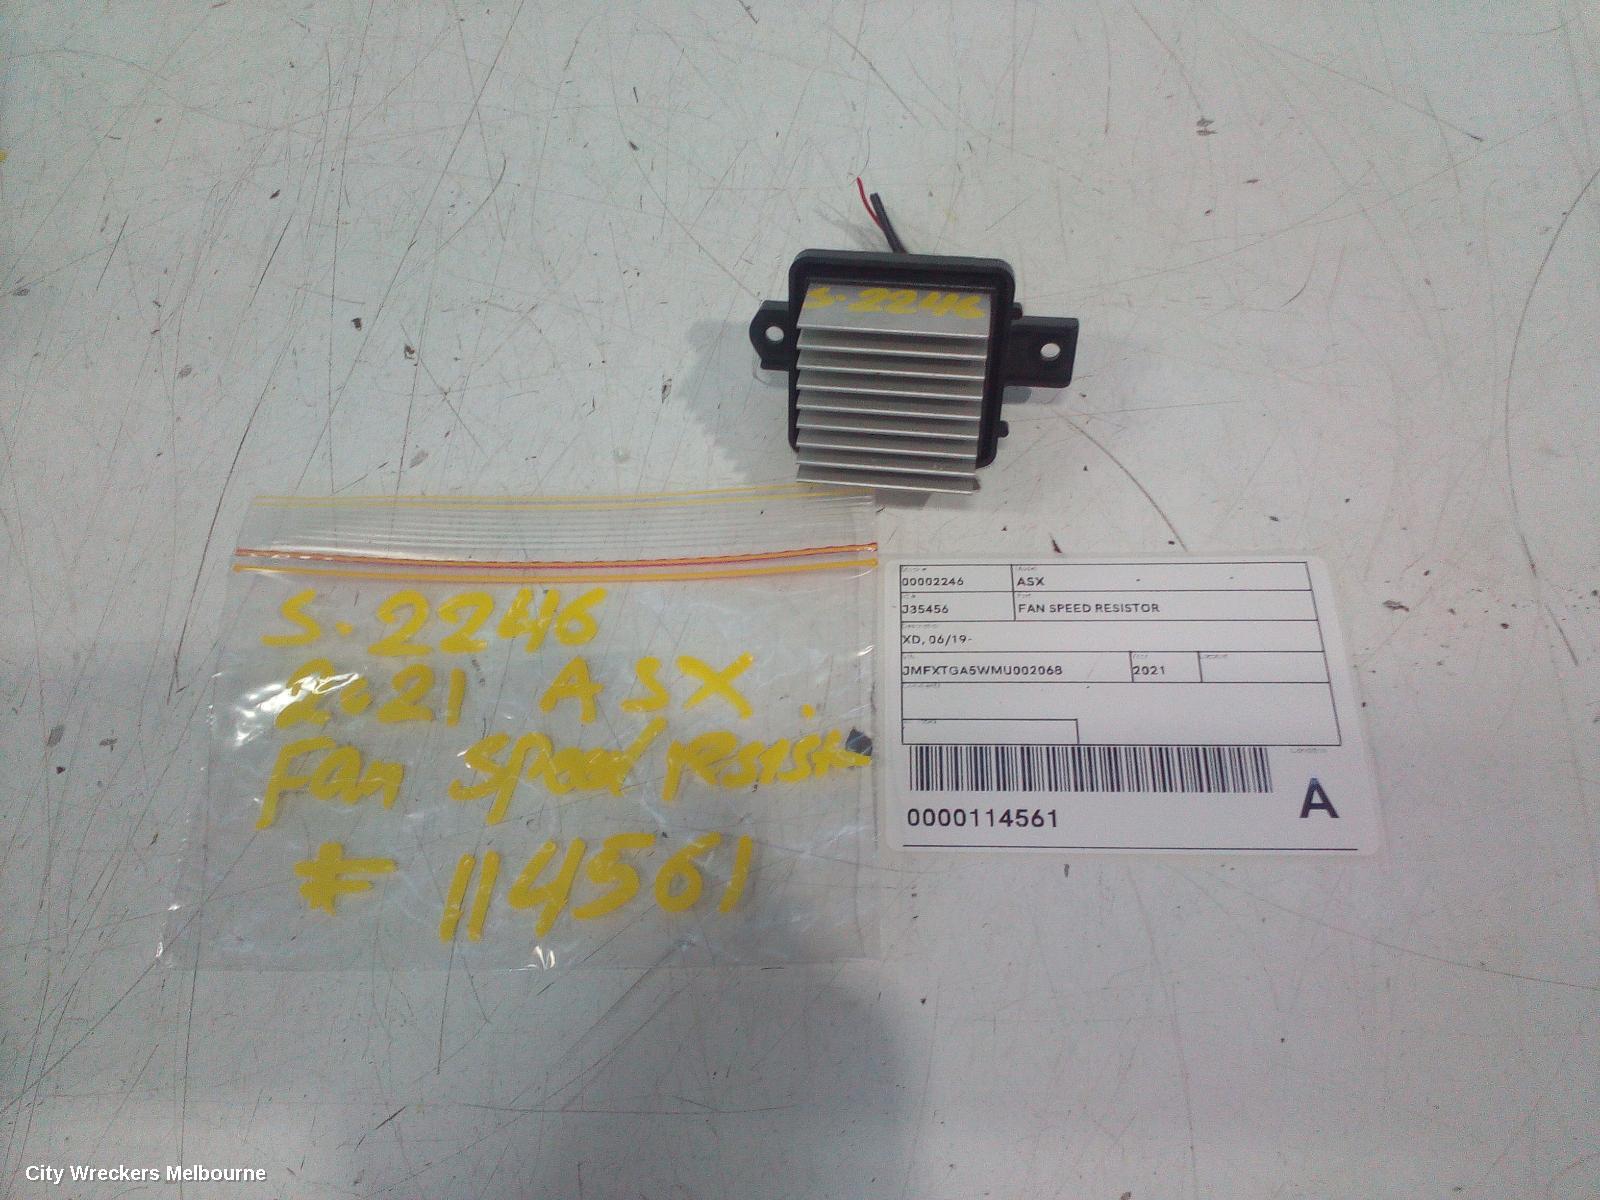 S-2246
S-2246
2021 ASX.
Fan Speed Resistor
# 114561
00002246
ASX
J35456
FAN SPEED RESISTOR
XD, 06/19-
JMFXTGA5WMU002068
2021
0000114561
A
City Wreckers Melbourne